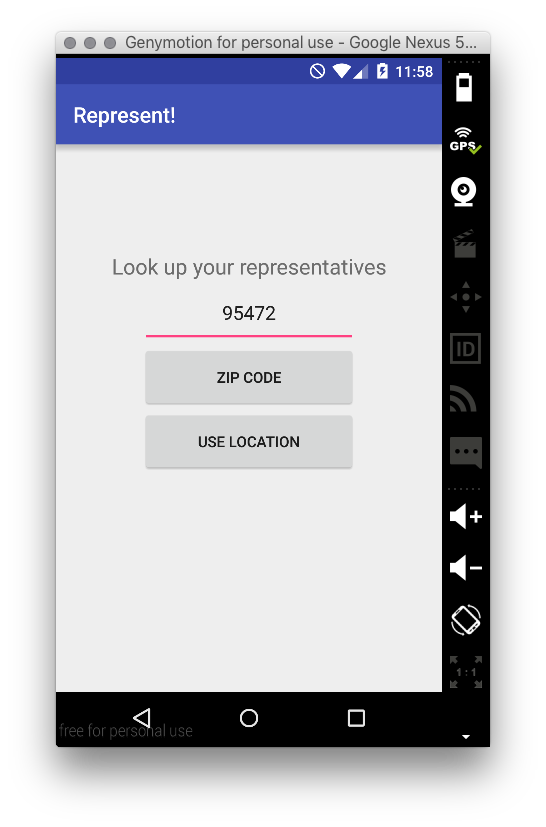 Genymotion for personal use - Google Nexus 5...
11:58
Represent!
GPS
Look up your representatives
95472
ZIP CODE
ID
USE LOCATION
1:1
free for personal use